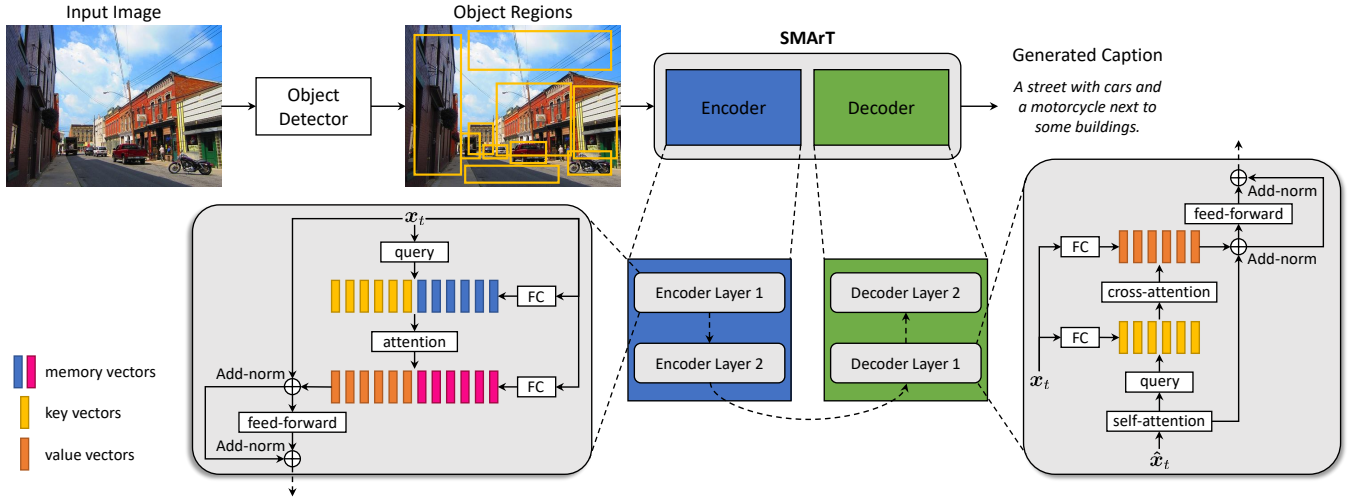 Input Image
Object Regions
SMArT
Object
Detector
Encoder
Decoder
Generated Caption
A street with cars and
a motorcycle next to
some buildings.
x_t
query
FC
attention
FC
Add-norm
feed-forward
Add-norm
memory vectors
key vectors
value vectors
Encoder Layer 1
Encoder Layer 2
Decoder Layer 2
Decoder Layer 1
Add-norm
feed-forward
FC
Add-norm
cross-attention
FC
x_t
query
self-attention
x̂_t